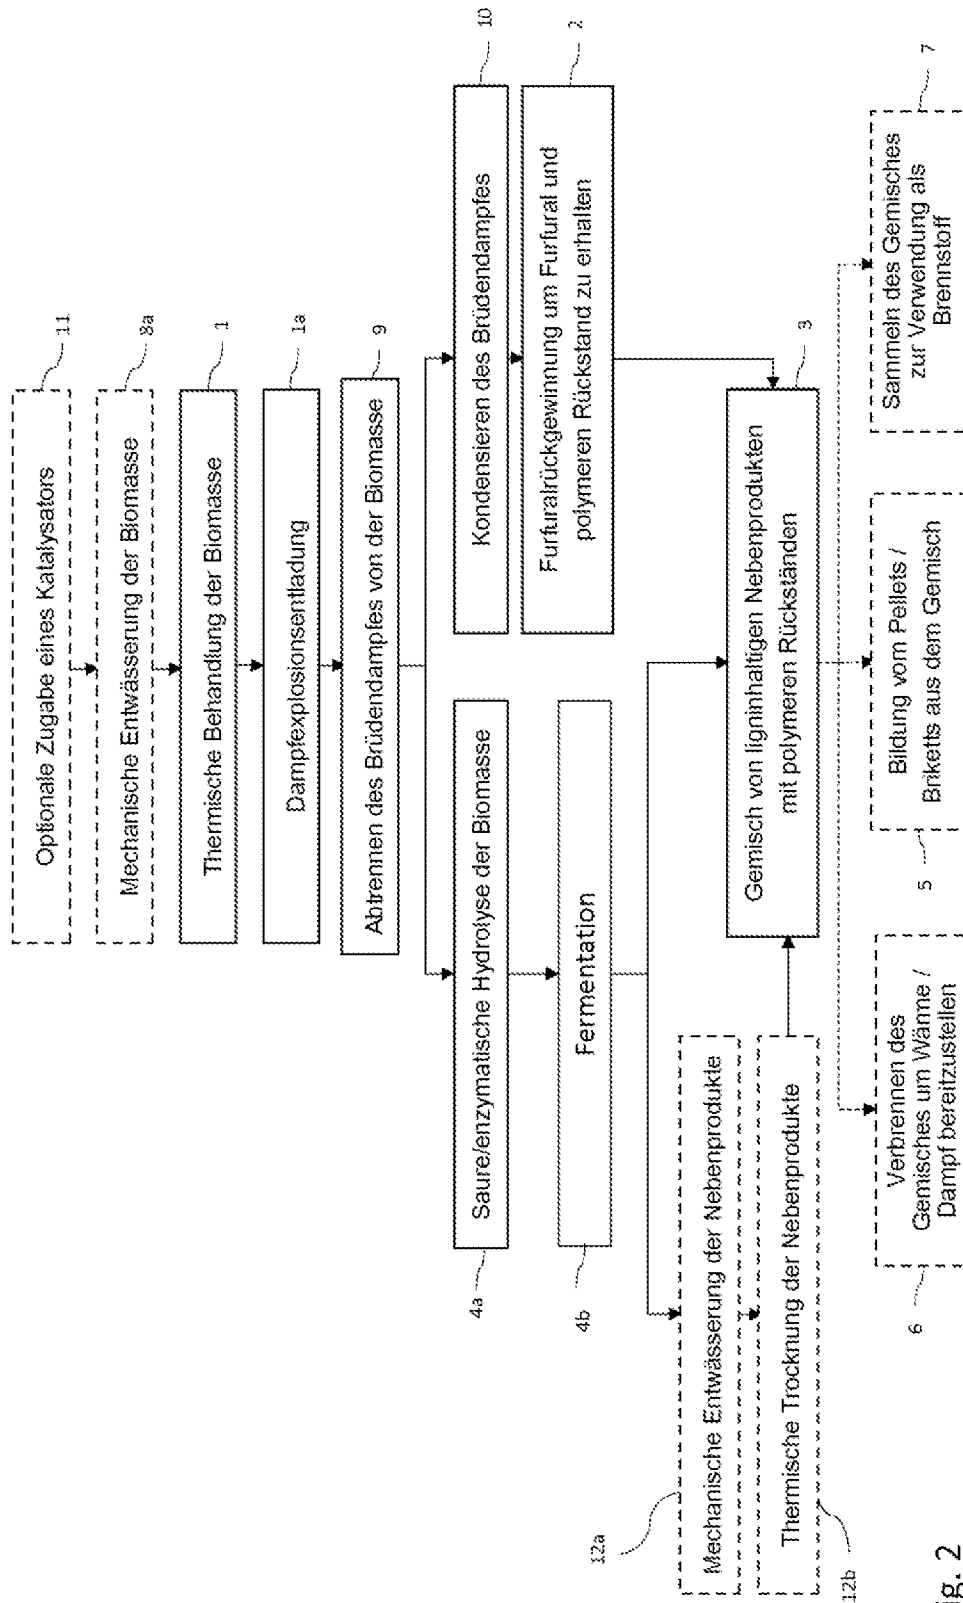 Optionale Zugabe eines Katalysators
11
Mechanische Entwässerung der Biomasse
8a
Thermische Behandlung der Biomasse
1
Dampfexplosionsentladung
1a
Abtrennen des Brüdendampfes von der Biomasse
9
Saure/enzymatische Hydrolyse der Biomasse
4a
Kondensieren des Brüdendampfes
10
Fermentation
4b
Furfuralrückgewinnung um Furfural und
polymeren Rückstand zu erhalten
2
12a
Mechanische Entwässerung der Nebenprodukte
Thermische Trocknung der Nebenprodukte
12b
Gemisch von ligninhaltigen Nebenprodukten
mit polymeren Rückständen
3
6
Verbrennen des
Gemisches um Wärme /
Dampf bereitzustellen
5
Bildung vom Pellets /
Briketts aus dem Gemisch
Sammeln des Gemisches
zur Verwendung als
Brennstoff
7
ig. 2